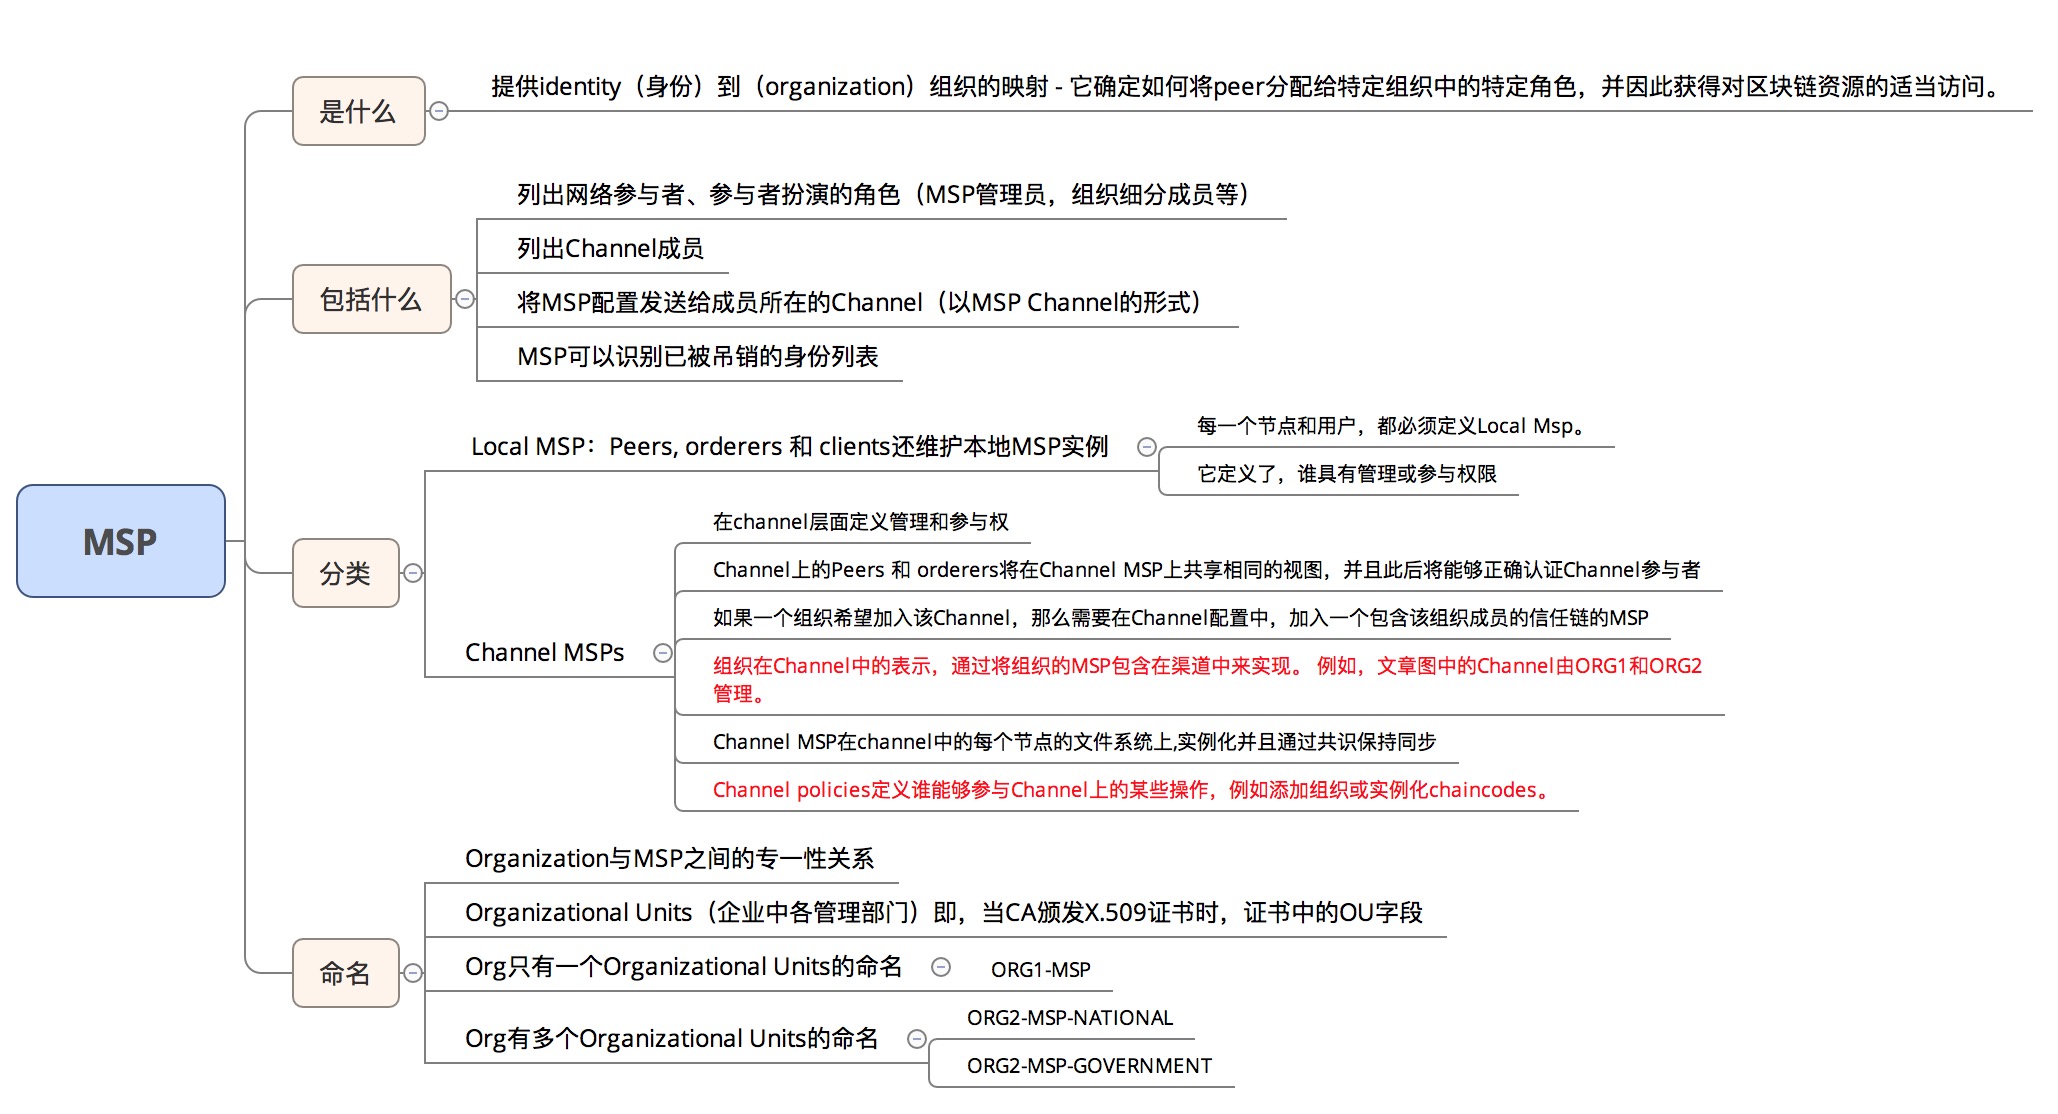 MSP
是什么
提供identity（身份）到（organization）组织的映射 - 它确定如何将peer分配给特定组织中的特定角色，并因此获得对区块链资源的适当访问。
包括什么
列出网络参与者、参与者扮演的角色（MSP管理员，组织细分成员等）
列出Channel成员
将MSP配置发送给成员所在的Channel（以MSP Channel的形式）
MSP可以识别已被吊销的身份列表
分类
Local MSP：Peers, orderers 和 clients还维护本地MSP实例
每一个节点和用户，都必须定义Local Msp。
它定义了，谁具有管理或参与权限
Channel MSPs
在channel层面定义管理和参与权
Channel上的Peers 和 orderers将在Channel MSP上共享相同的视图，并且此后将能够正确认证Channel参与者
如果一个组织希望加入该Channel，那么需要在Channel配置中，加入一个包含该组织成员的信任链的MSP
组织在Channel中的表示，通过将组织的MSP包含在渠道中来实现。 例如，文章图中的Channel由ORG1和ORG2
管理。
Channel MSP在channel中的每个节点的文件系统上,实例化并且通过共识保持同步
Channel policies定义谁能够参与Channel上的某些操作，例如添加组织或实例化chaincodes。
命名
Organization与MSP之间的专一性关系
Organizational Units（企业中各管理部门）即，当CA颁发X.509证书时，证书中的OU字段
Org只有一个Organizational Units的命名
ORG1-MSP
Org有多个Organizational Units的命名
ORG2-MSP-NATIONAL
ORG2-MSP-GOVERNMENT